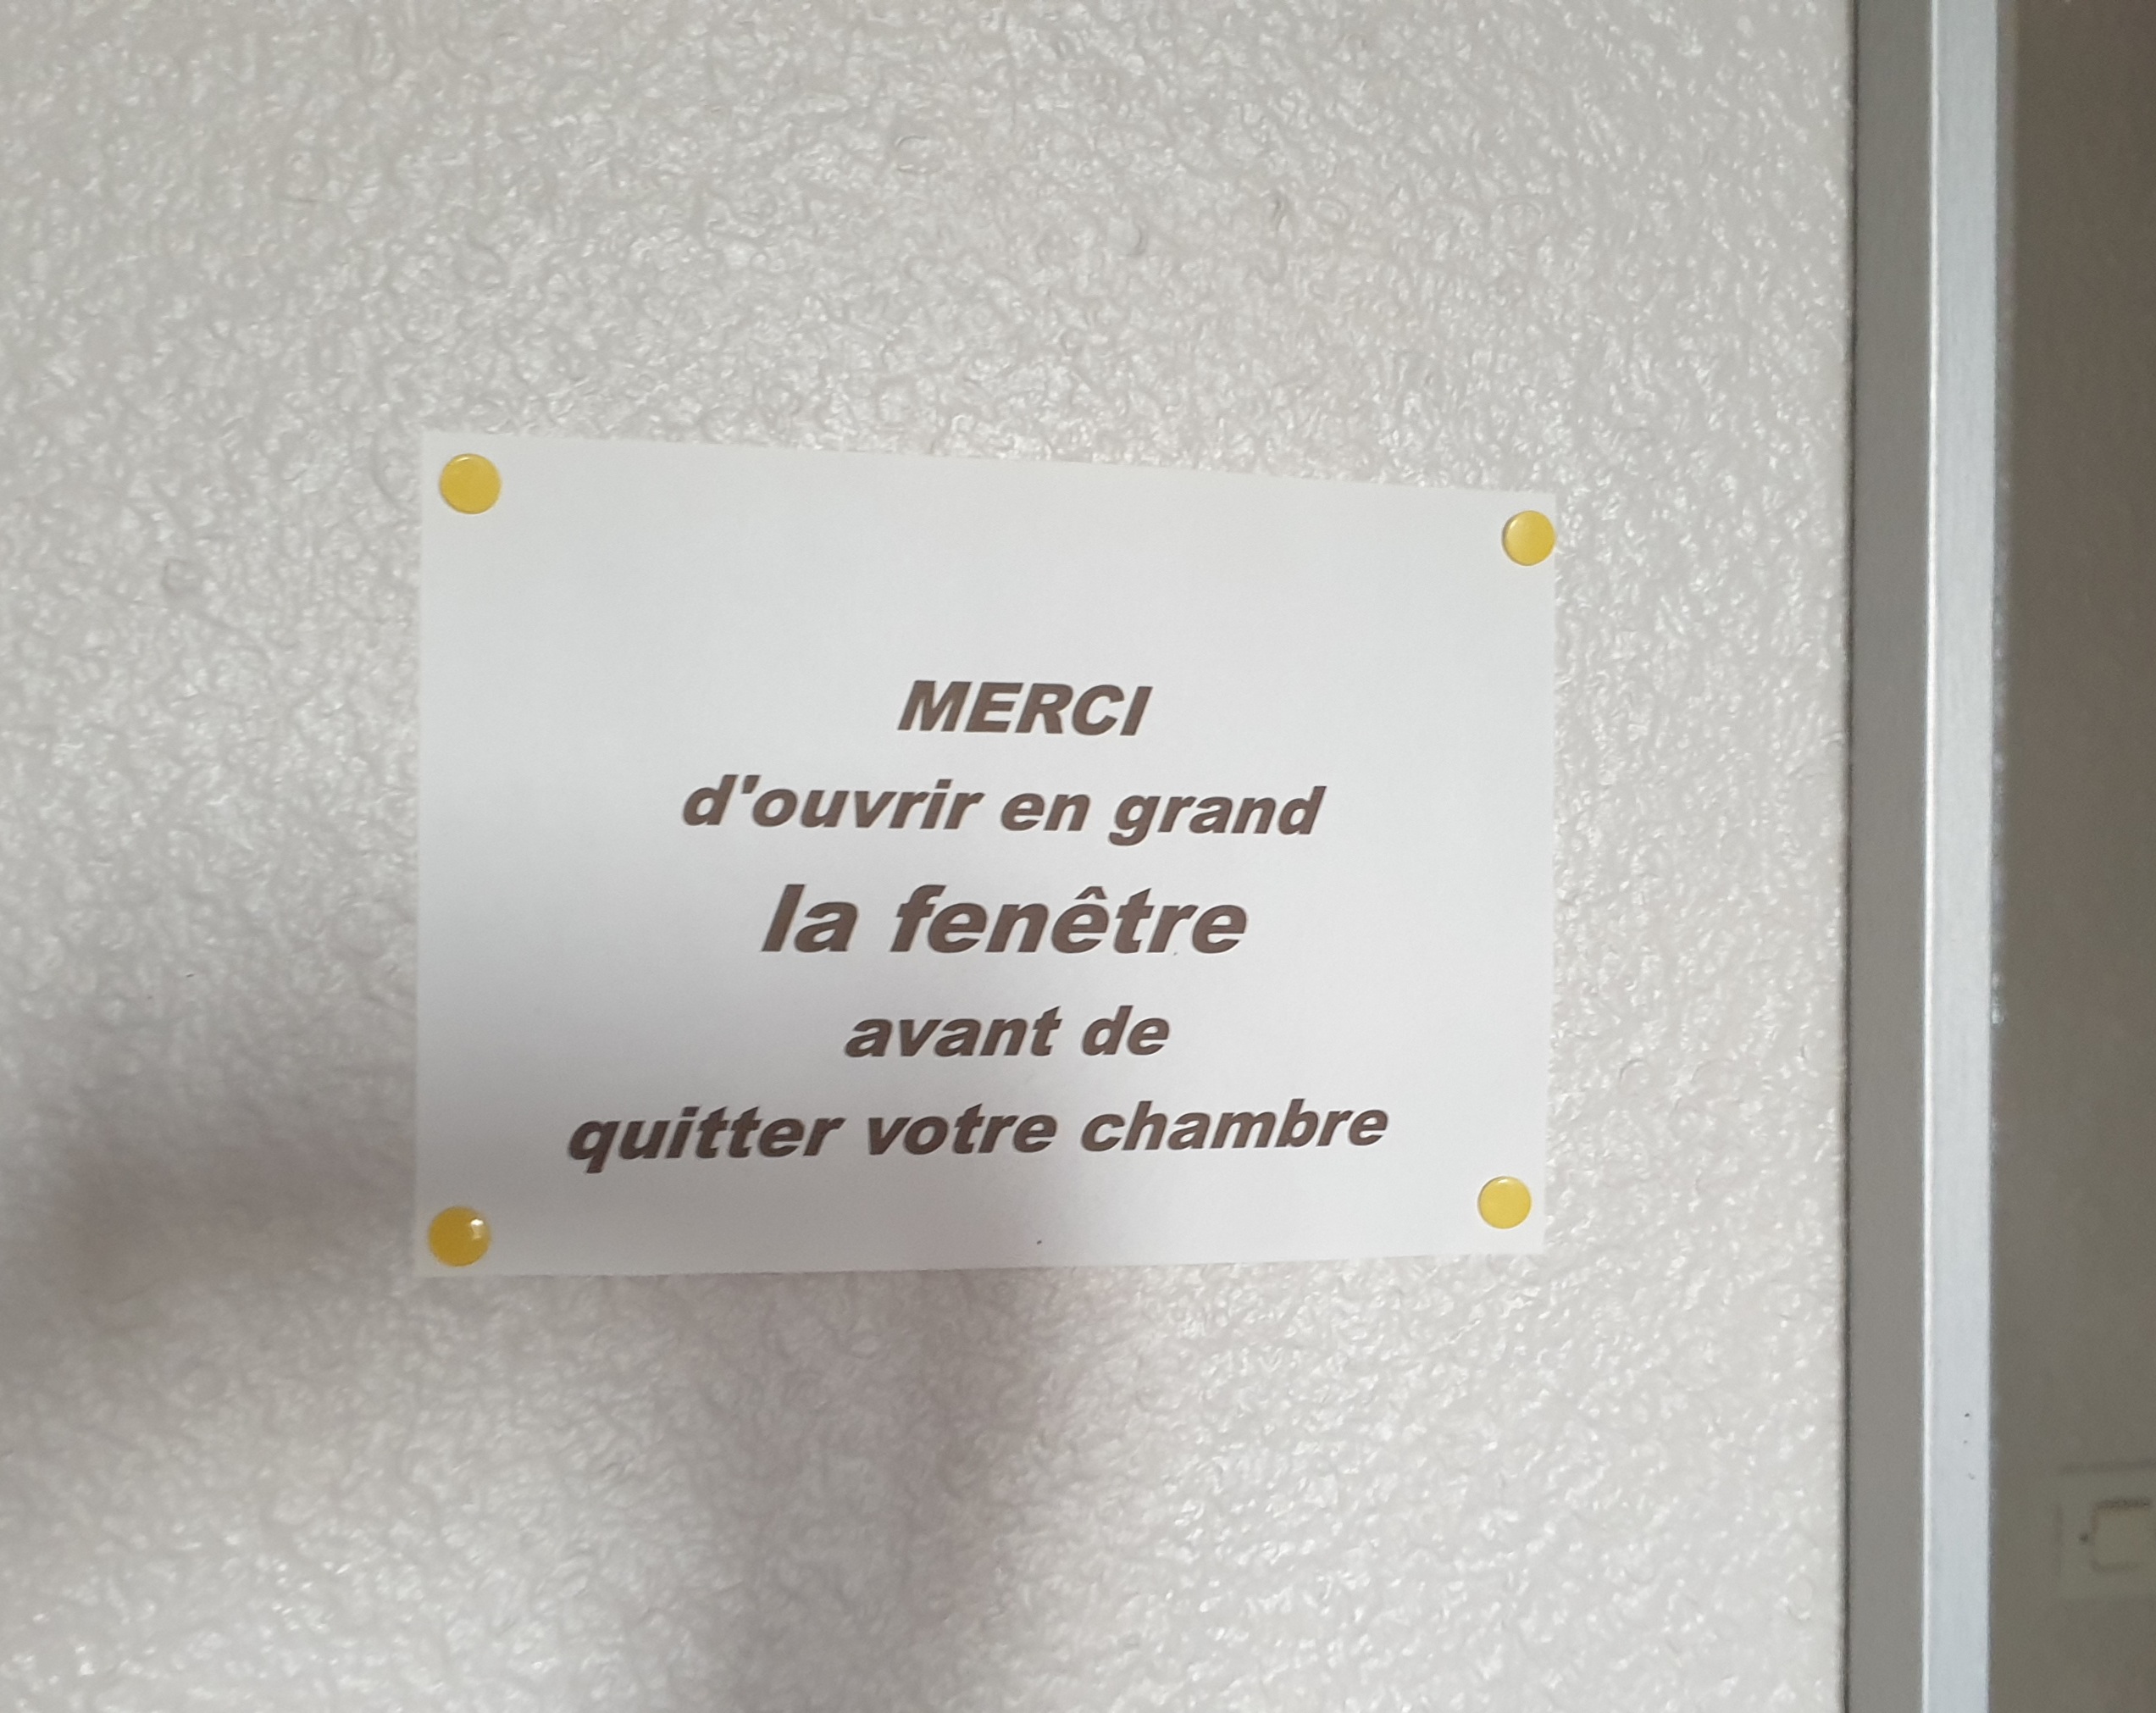 MERCI
d'ouvrir en grand
la fenêtre
avant de
quitter votre chambre